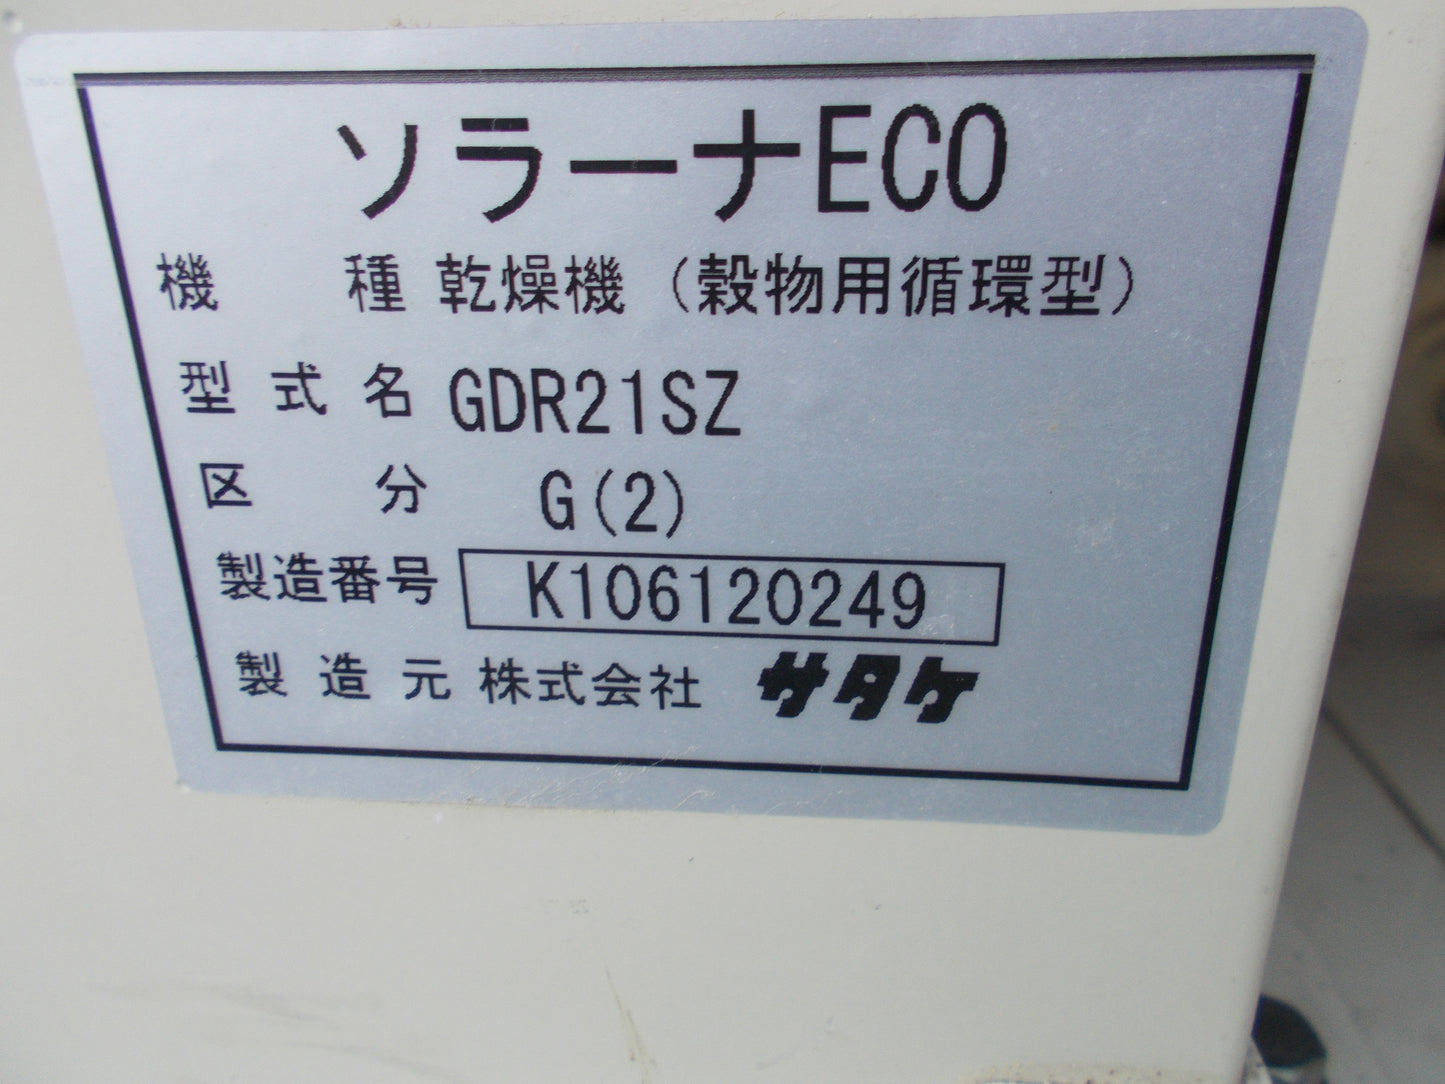 ソラーナECO
機種 乾燥機（穀物用循環型）
型式名 GDR21SZ
区分 G(2)
製造番号 K106120249
製造元 株式会社 サタケ